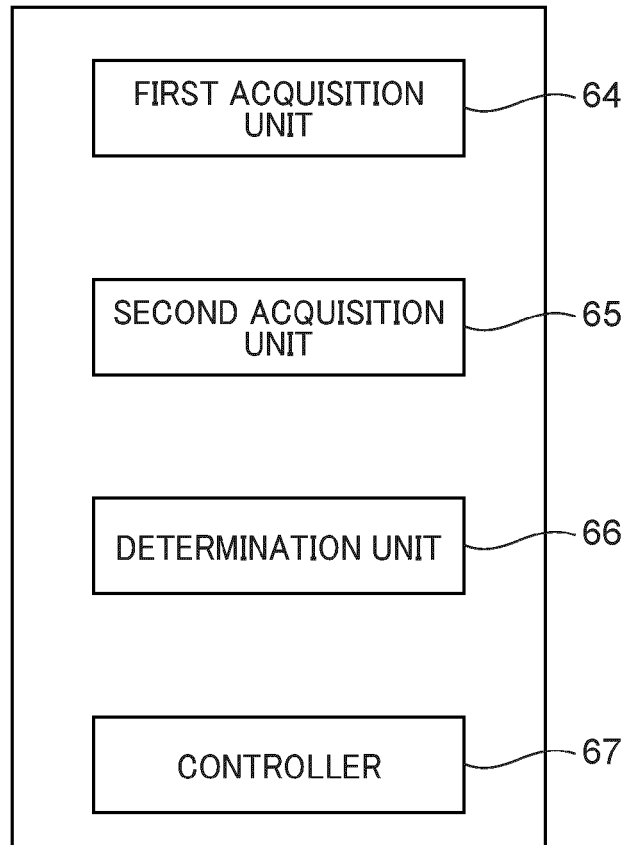 FIRST ACQUISITION
UNIT
64
SECOND ACQUISITION
UNIT
65
DETERMINATION UNIT
66
CONTROLLER
67